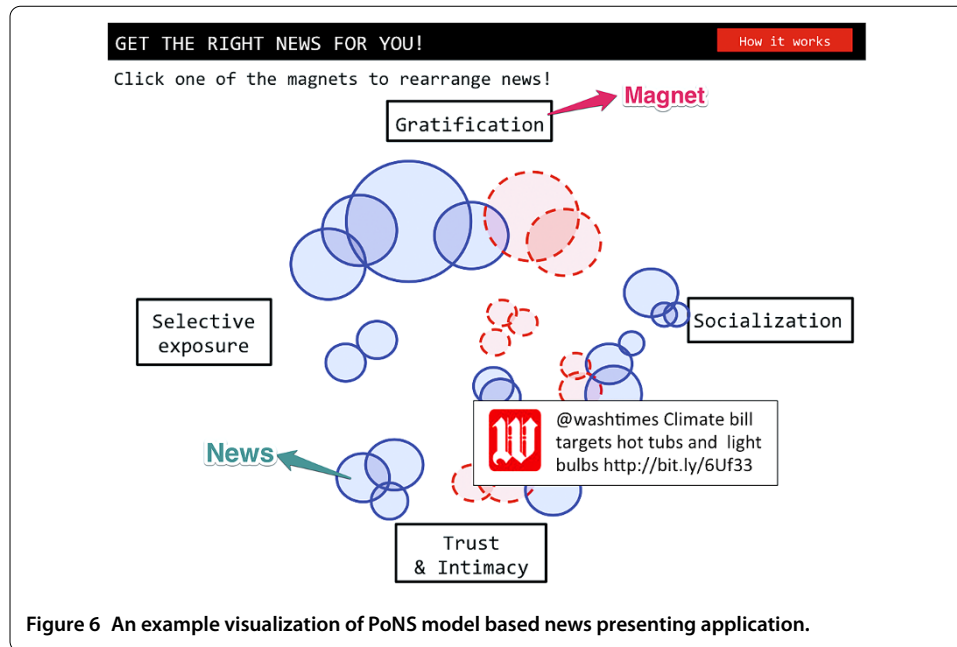 GET THE RIGHT NEWS FOR YOU!
How it works
Click one of the magnets to rearrange news!
Magnet
Gratification
Selective
exposure
Socialization
@washtimes Climate bill
targets hot tubs and light
bulbs http://bit.ly/6Uf33
News
Trust
& Intimacy
Figure 6 An example visualization of PoNS model based news presenting application.